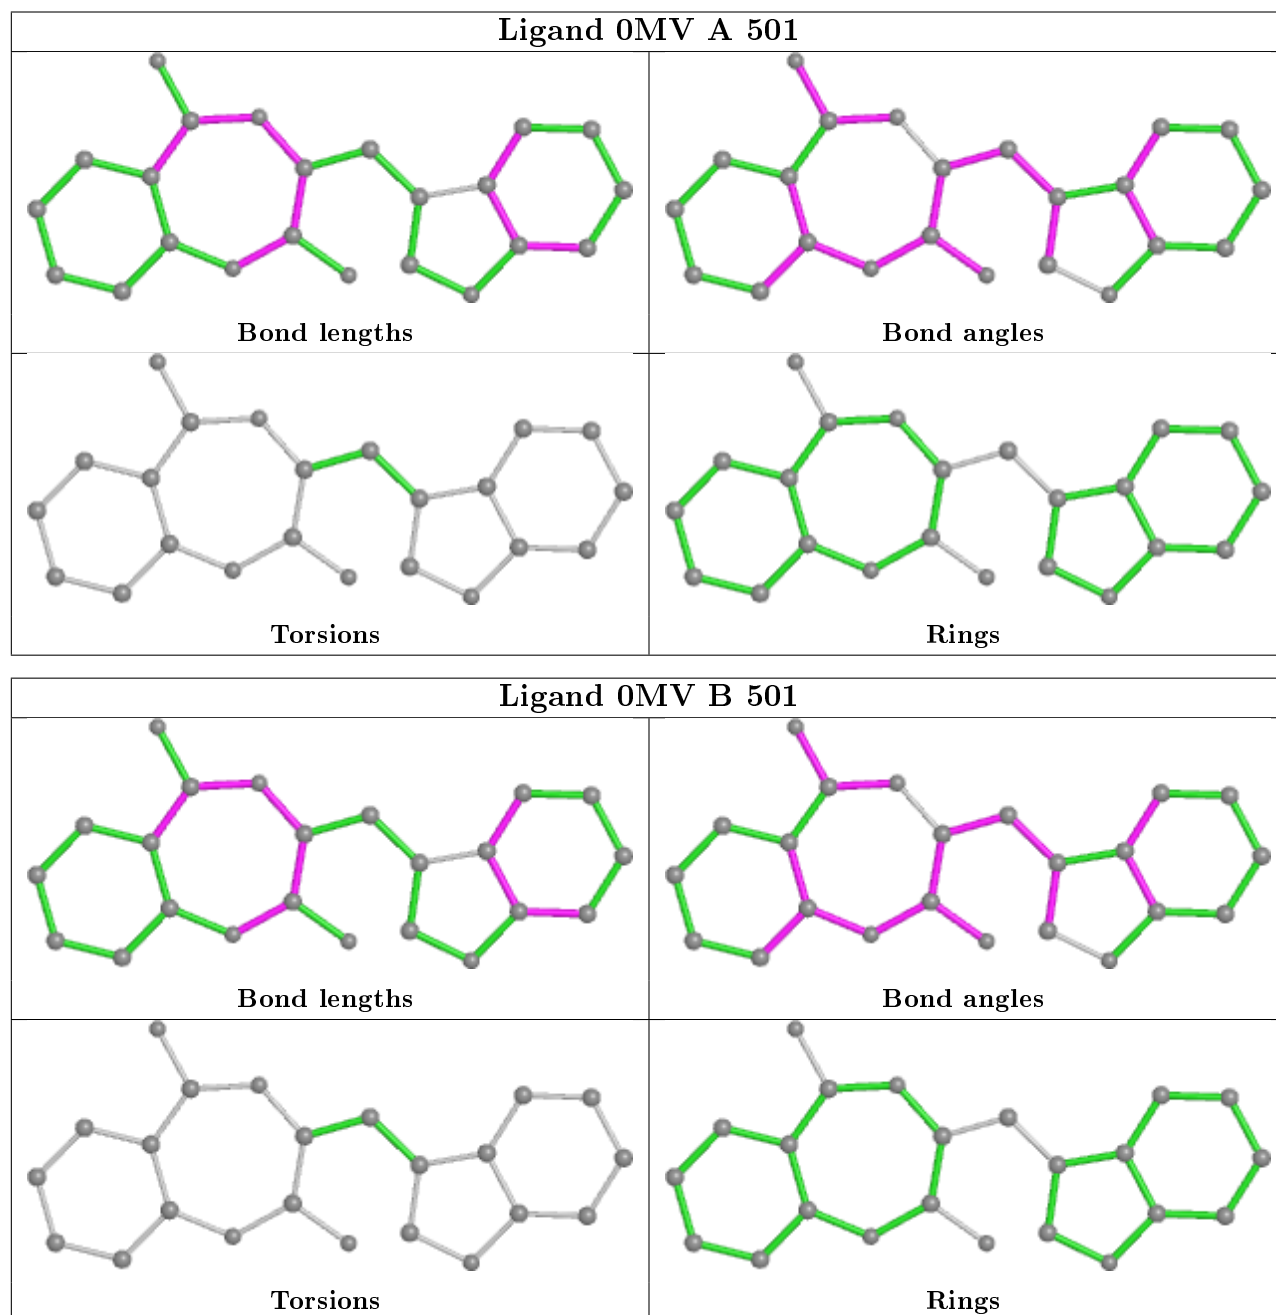 Ligand 0MV A 501
Bond lengths
Bond angles
Torsions
Rings
Ligand 0MV B 501
Bond lengths
Bond angles
Torsions
Rings